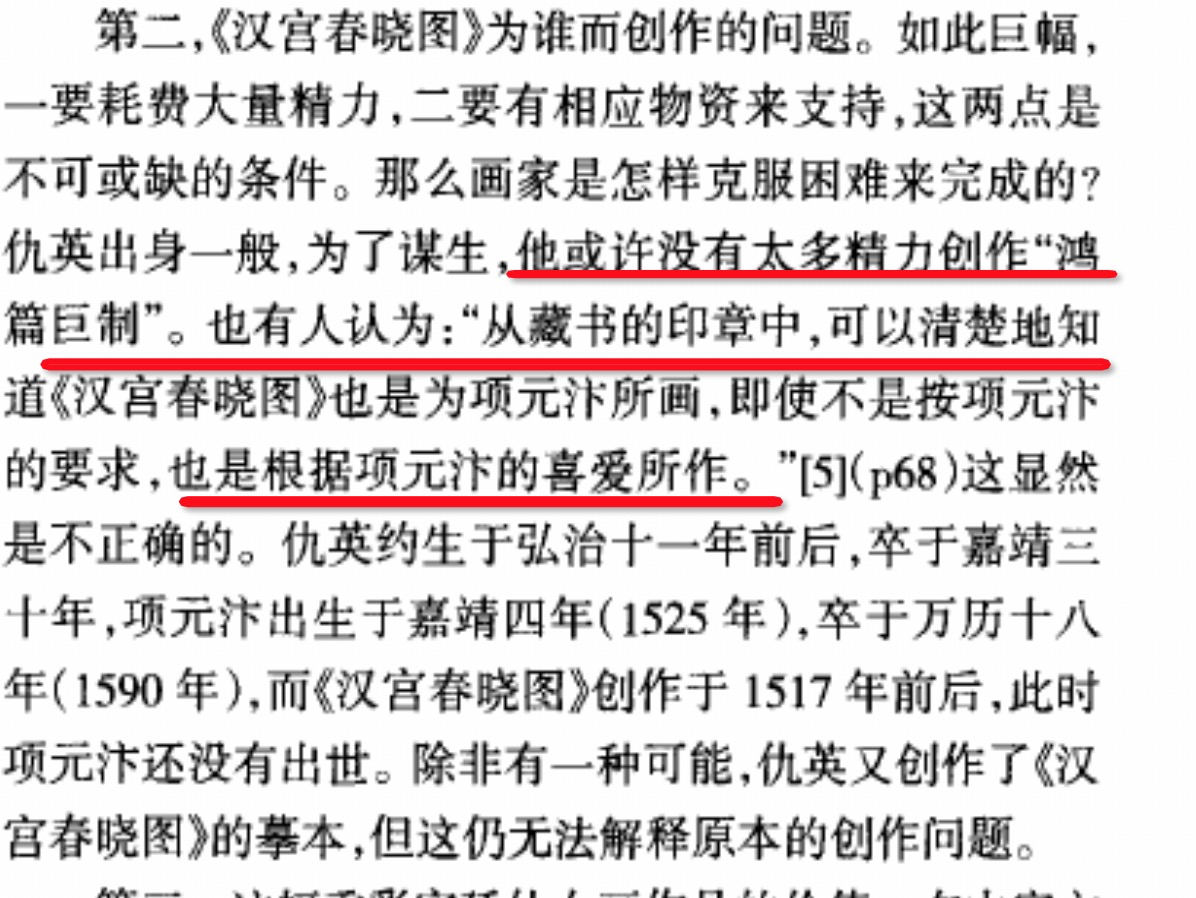 第二,《汉宫春晓图》为谁而创作的问题。如此巨幅,
一要耗费大量精力,二要有相应物资来支持,这两点是
不可或缺的条件。那么画家是怎样克服困难来完成的?
仇英出身一般,为了谋生,他或许没有太多精力创作“鸿
篇巨制”。也有人认为:“从藏书的印章中,可以清楚地知
道《汉宫春晓图》也是为项元汴所画,即使不是按项元汴
的要求,也是根据项元汴的喜爱所作。”[5](p68)这显然
是不正确的。仇英约生于弘治十一年前后,卒于嘉靖三
十年,项元汴出生于嘉靖四年(1525 年),卒于万历十八
年(1590 年),而《汉宫春晓图》创作于 1517 年前后,此时
项元汴还没有出世。除非有一种可能,仇英又创作了《汉
宫春晓图》的摹本,但这仍无法解释原本的创作问题。